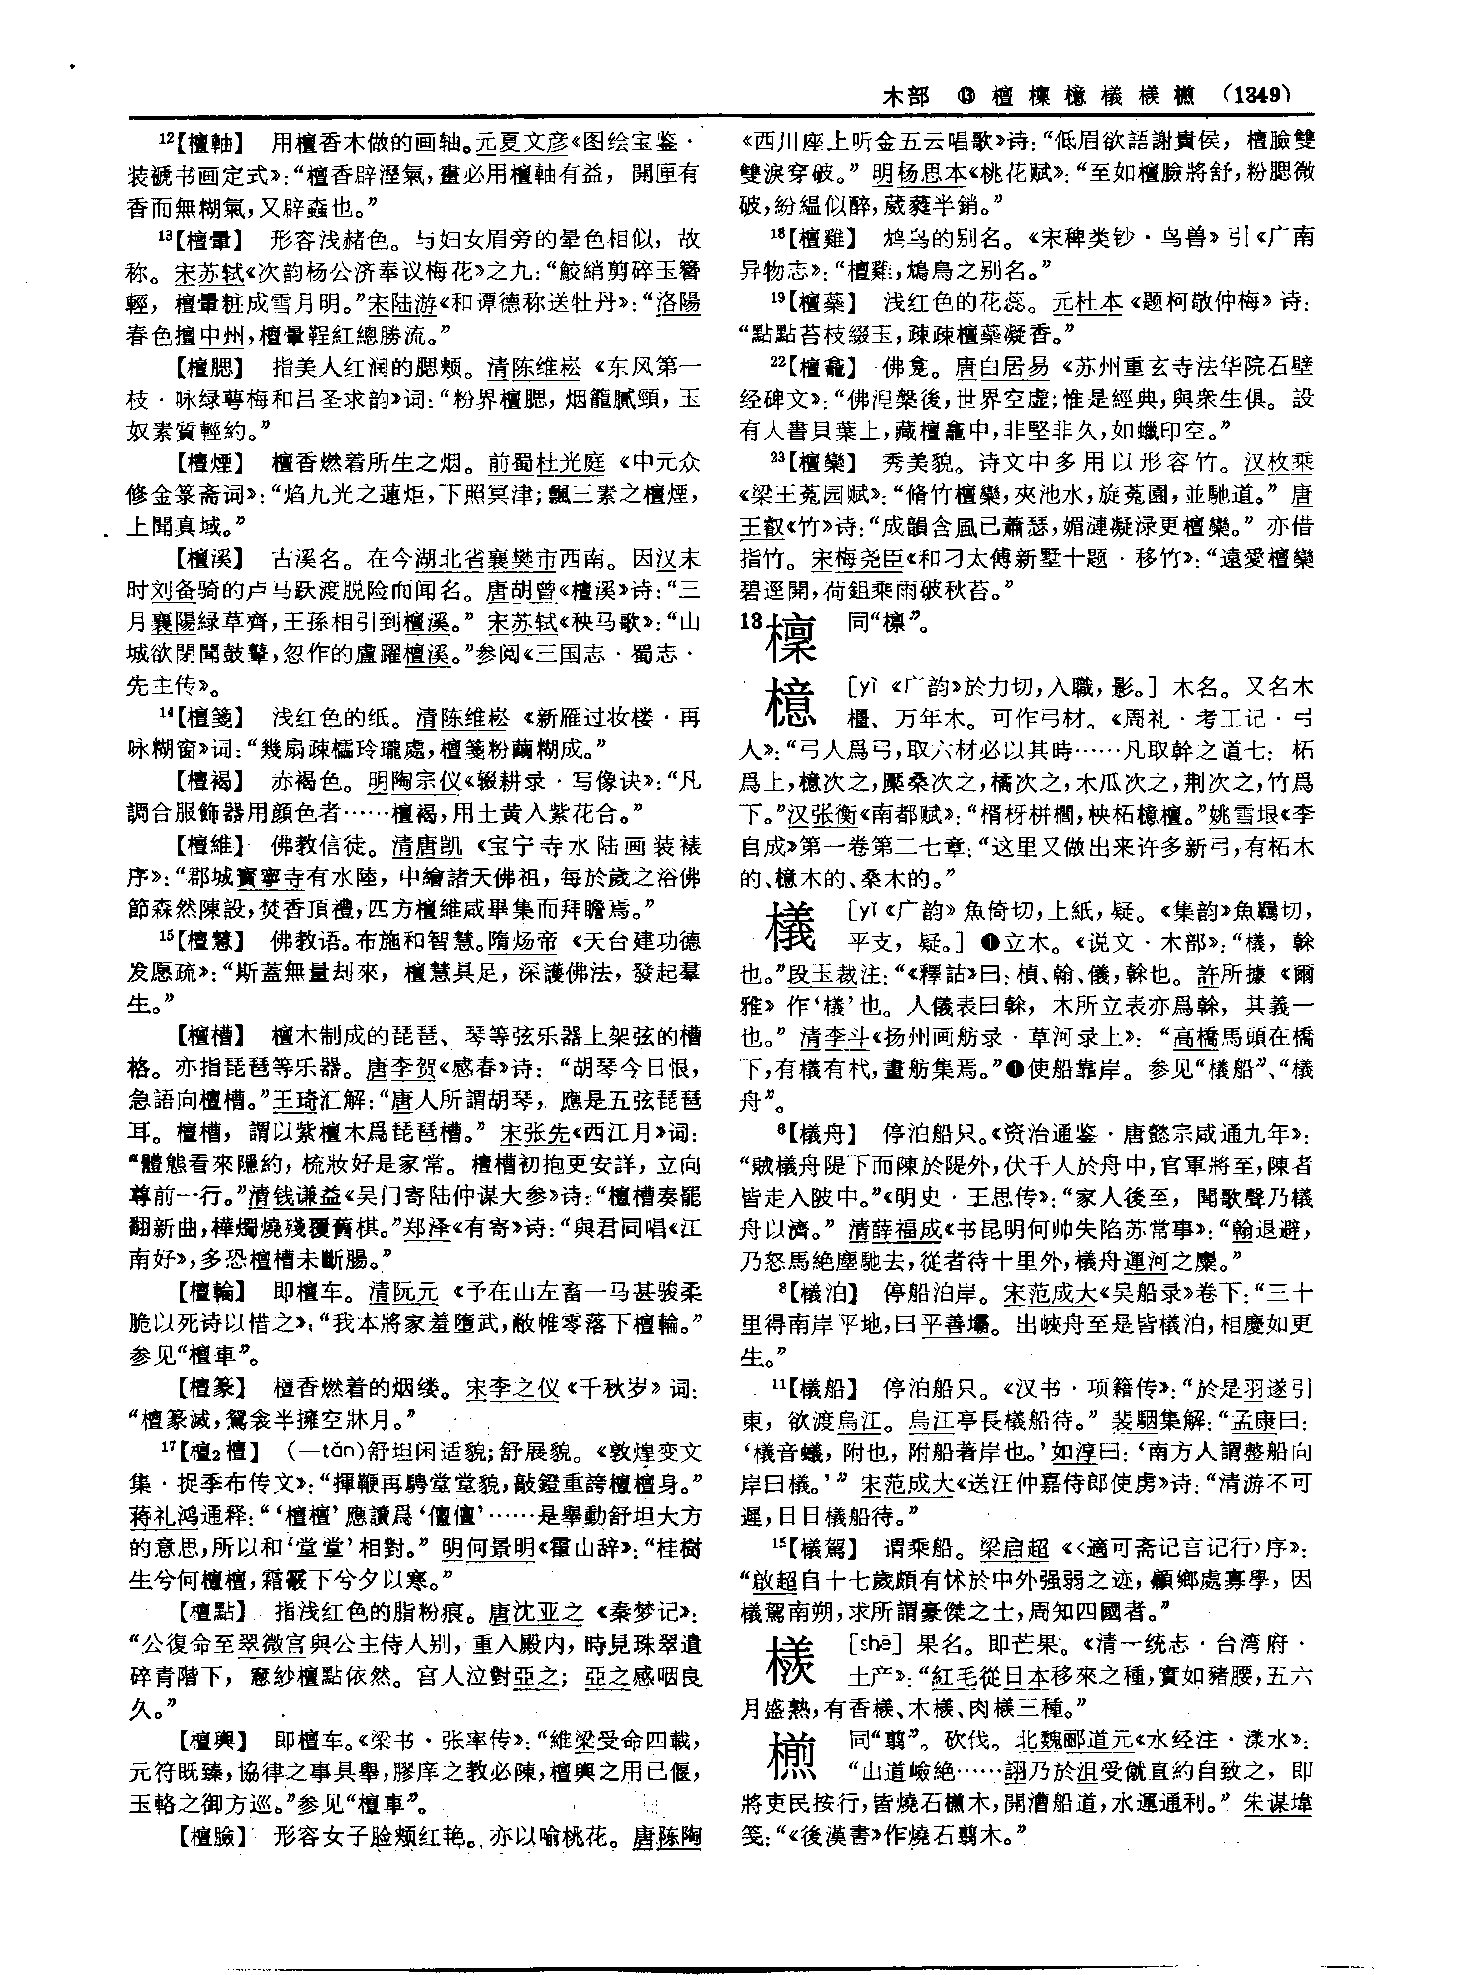 木部 ⑬ 檀 檁 檍 檥 檨 櫤 （1349）
12【檀軸】 用檀香木做的画轴。元夏文彦《图绘宝鉴·
装褫书画定式》：“檀香辟溼氣，畫必用檀軸有益，開匣有
香而無糊氣，又辟蠧也。”
13【檀暈】 形容浅赭色。与妇女眉旁的晕色相似，故
称。宋苏轼《次韵杨公济奉议梅花》之九：“鮫綃剪碎玉簪
輕，檀暈粧成雪月明。”宋陆游《和谭德称送牡丹》：“洛陽
春色擅中州，檀暈鞓紅總勝流。”
【檀腮】 指美人红润的腮颊。清陈维崧《东风第一
枝·咏绿萼梅和吕圣求韵》词：“粉界檀腮，烟籠膩頸，玉
奴素質輕約。”
【檀煙】 檀香燃着所生之烟。前蜀杜光庭《中元众
修金箓斋词》：“焰九光之蓮炬，下照冥津；飄三素之檀煙，
上聞真域。”
【檀溪】 古溪名。在今湖北省襄樊市西南。因汉末
时刘备骑的卢马跃渡脱险而闻名。唐胡曾《檀溪》诗：“三
月襄陽緑草齊，王孫相引到檀溪。”宋苏轼《秧马歌》：“山
城欲閉聞鼓鼙，忽作的盧躍檀溪。”参阅《三国志·蜀志·
先主传》。
14【檀箋】 浅红色的纸。清陈维崧《新雁过妆楼·再
咏糊窗》词：“幾扇疎櫺玲瓏處，檀箋粉繭糊成。”
【檀褐】 赤褐色。明陶宗仪《辍耕录·写像诀》：“凡
調合服飾器用顔色者……檀褐，用土黄入紫花合。”
【檀維】 佛教信徒。清唐凯《宝宁寺水陆画装裱
序》：“郡城寶寧寺有水陸，中繪諸天佛祖，每於歲之浴佛
節森然陳設，焚香頂禮，四方檀維咸畢集而拜瞻焉。”
15【檀慧】 佛教语。布施和智慧。隋炀帝《天台建功德
发愿疏》：“斯蓋無量刦來，檀慧具足，深護佛法，發起羣
生。”
【檀槽】 檀木制成的琵琶、琴等弦乐器上架弦的槽
格。亦指琵琶等乐器。唐李贺《感春》诗：“胡琴今日恨，
急語向檀槽。”王琦汇解：“唐人所謂胡琴，應是五弦琵琶
耳。檀槽，謂以紫檀木爲琵琶槽。”宋张先《西江月》词：
“體態看來隱約，梳妝好是家常。檀槽初抱更安詳，立向
尊前一行。”清钱谦益《吴门寄陆仲谋大参》诗：“檀槽奏罷
翻新曲，樺燭燒殘覆舊棋。”郑泽《有寄》诗：“與君同唱《江
南好》，多恐檀槽未斷腸。”
【檀輪】 即檀车。清阮元《予在山左畜一马甚骏柔
脆以死诗以惜之》：“我本將家羞墮武，敝帷零落下檀輪。”
参见“檀車”。
【檀篆】 檀香燃着的烟缕。宋李之仪《千秋岁》词：
“檀篆滅，鴛衾半擁空牀月。”
17【檀2檀】 （—tǎn）舒坦闲适貌；舒展貌。《敦煌变文
集·捉季布传文》：“揮鞭再騁堂堂貌，敲鐙重誇檀檀身。”
蒋礼鸿通释：“‘檀檀’應讀爲‘儃儃’……是舉動舒坦大方
的意思，所以和‘堂堂’相對。”明何景明《霍山辞》：“桂樹
生兮何檀檀，霜霰下兮夕以寒。”
【檀點】 指浅红色的脂粉痕。唐沈亚之《秦梦记》：
“公復命至翠微宫與公主侍人别，重入殿内，時見珠翠遺
碎青階下，窻紗檀點依然。宫人泣對亞之；亞之感咽良
久。”
【檀輿】 即檀车。《梁书·张率传》：“維梁受命四載，
元符既臻，協律之事具舉，膠庠之教必陳，檀輿之用已偃，
玉輅之御方巡。”参见“檀車”。
【檀臉】 形容女子脸颊红艳。亦以喻桃花。唐陈陶
《西川座上听金五云唱歌》诗：“低眉欲語謝貴侯，檀臉雙
雙淚穿破。”明杨思本《桃花赋》：“至如檀臉將舒，粉腮微
破，紛緼似醉，葳蕤半銷。”
18【檀雞】 鸩鸟的别名。《宋稗类钞·鸟兽》引《广南
异物志》：“檀雞，鴆鳥之别名。”
19【檀蘂】 浅红色的花蕊。元杜本《题柯敬仲梅》诗：
“點點苔枝綴玉，疎疎檀蘂凝香。”
22【檀龕】 佛龛。唐白居易《苏州重玄寺法华院石壁
经碑文》：“佛涅槃後，世界空虚；惟是經典，與衆生俱。設
有人書貝葉上，藏檀龕中，非堅非久，如蠟印空。”
23【檀欒】 秀美貌。诗文中多用以形容竹。汉枚乘
《梁王菟园赋》：“脩竹檀欒，夾池水，旋菟園，並馳道。”唐
王叡《竹》诗：“成韻含風已蕭瑟，媚漣凝渌更檀欒。”亦借
指竹。宋梅尧臣《和刁太傅新墅十题·移竹》：“遠愛檀欒
碧逕開，荷鉏乘雨破秋苔。”
13檁 同“檩”。
檍 ［yì《广韵》於力切，入職，影。］木名。又名木
橿、万年木。可作弓材。《周礼·考工记·弓
人》：“弓人爲弓，取六材必以其時……凡取幹之道七：柘
爲上，檍次之，檿桑次之，橘次之，木瓜次之，荆次之，竹爲
下。”汉张衡《南都赋》：“楈枒栟櫚，柍柘檍檀。”姚雪垠《李
自成》第一卷第二七章：“这里又做出来许多新弓，有柘木
的、檍木的、桑木的。”
檥 ［yǐ《广韵》魚倚切，上紙，疑。《集韵》魚羈切，
平支，疑。］❶立木。《说文·木部》：“檥，榦
也。”段玉裁注：“《釋詁》曰：楨、翰、儀，榦也。許所據《爾
雅》作‘檥’也。人儀表曰榦，木所立表亦爲榦，其義一
也。”清李斗《扬州画舫录·草河录上》：“高橋馬頭在橋
下，有檥有杙，畫舫集焉。”❶使船靠岸。参见“檥船”、“檥
舟”。
6【檥舟】 停泊船只。《资治通鉴·唐懿宗咸通九年》：
“賊檥舟隄下而陳於隄外，伏千人於舟中，官軍將至，陳者
皆走入陂中。”《明史·王思传》：“家人後至，聞歌聲乃檥
舟以濟。”清薛福成《书昆明何帅失陷苏常事》：“翰退避，
乃怒馬絶塵馳去，從者待十里外，檥舟運河之麋。”
8【檥泊】 停船泊岸。宋范成大《吴船录》卷下：“三十
里得南岸平地，曰平善壩。出峽舟至是皆檥泊，相慶如更
生。”
11【檥船】 停泊船只。《汉书·项籍传》：“於是羽遂引
東，欲渡烏江。烏江亭長檥船待。”裴駰集解：“孟康曰：
‘檥音蟻，附也，附船著岸也。’如淳曰：‘南方人謂整船向
岸曰檥。’”宋范成大《送汪仲嘉侍郎使虏》诗：“清游不可
遲，日日檥船待。”
15【檥駕】 谓乘船。梁启超《〈適可斋记言记行〉序》：
“啟超自十七歲頗有怵於中外强弱之迹，顧鄉處寡學，因
檥駕南朔，求所謂豪傑之士，周知四國者。”
檨 ［shē］果名。即芒果。《清一统志·台湾府·
土产》：“紅毛從日本移來之種，實如豬腰，五六
月盛熟，有香檨、木檨、肉檨三種。”
櫤 同“翦”。砍伐。北魏郦道元《水经注·漾水》：
“山道嶮絶……詡乃於沮受僦直約自致之，即
將吏民按行，皆燒石櫤木，開漕船道，水運通利。”朱谋㙔
笺：“《後漢書》作燒石翦木。”